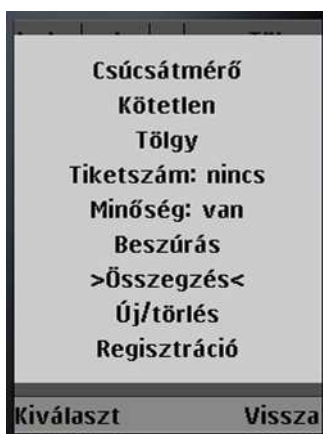 Csúcsátmérő
Kötetlen
Tölgy
Tiketszám: nincs
Minőség: van
Beszúrás
>Összegzés<
Új/törlés
Regisztráció
Kiválaszt Vissza